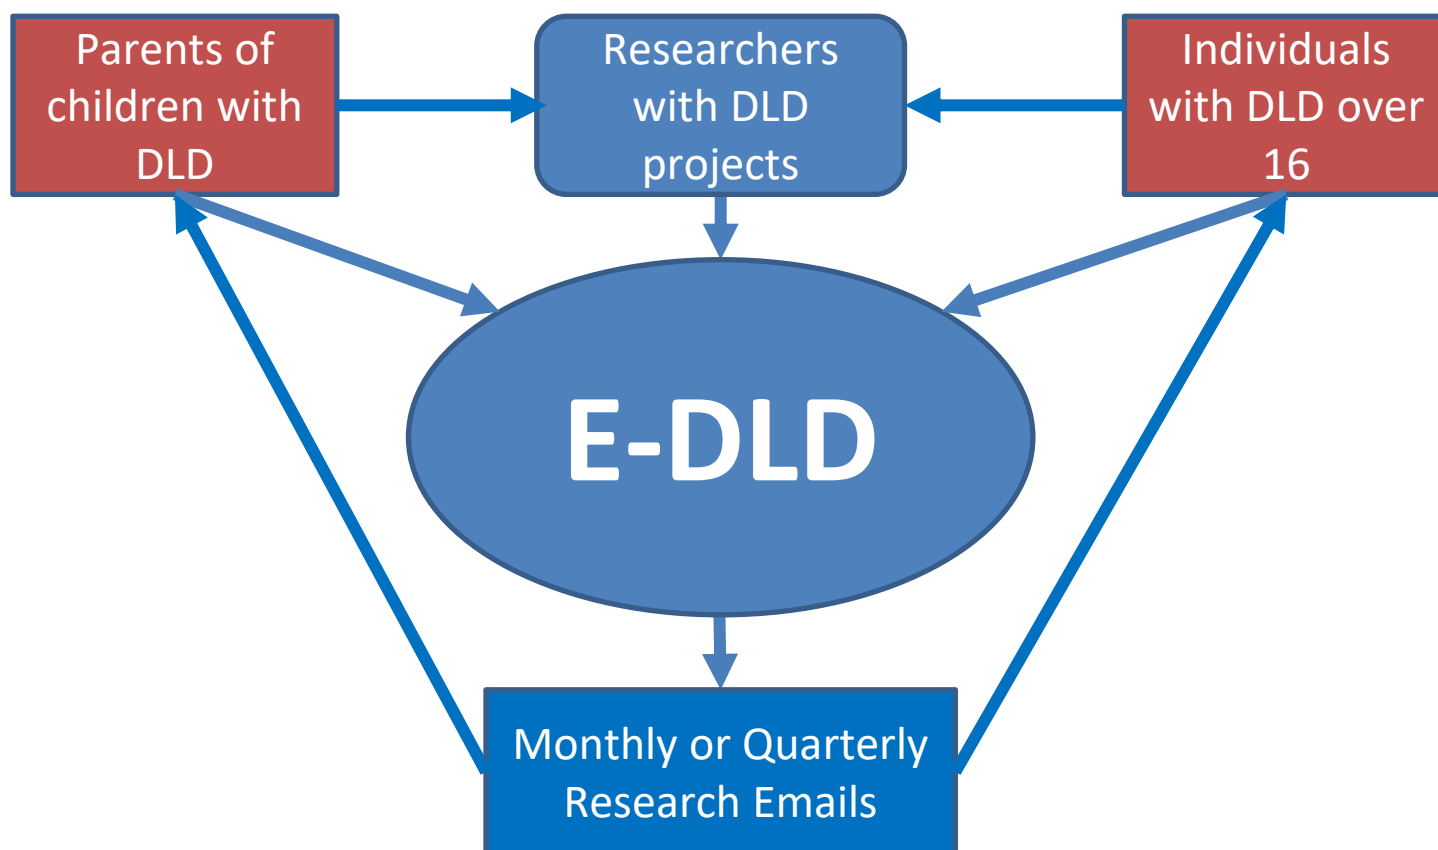 Parents of
children with
DLD
Researchers
with DLD
projects
Individuals
with DLD over
16
E-DLD
Monthly or Quarterly
Research Emails